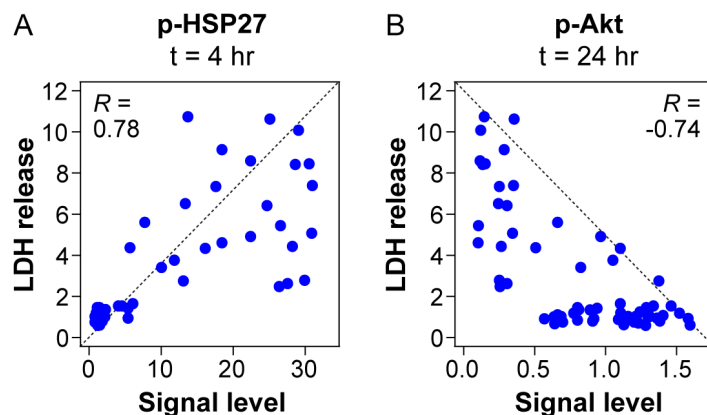 A
p-HSP27
t = 4 hr
R =
0.78
LDH release
12
10
8
6
4
2
0
0
10
20
30
Signal level
B
p-Akt
t = 24 hr
R =
-0.74
LDH release
12
10
8
6
4
2
0
0.0
0.5
1.0
1.5
Signal level